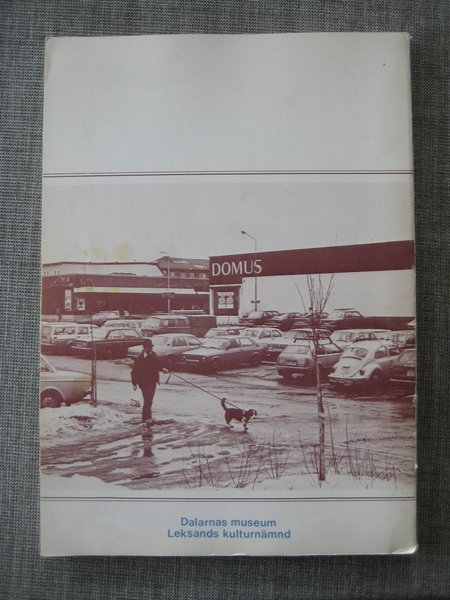 DOMUS
Dalarnas museum
Leksands kulturnämnd